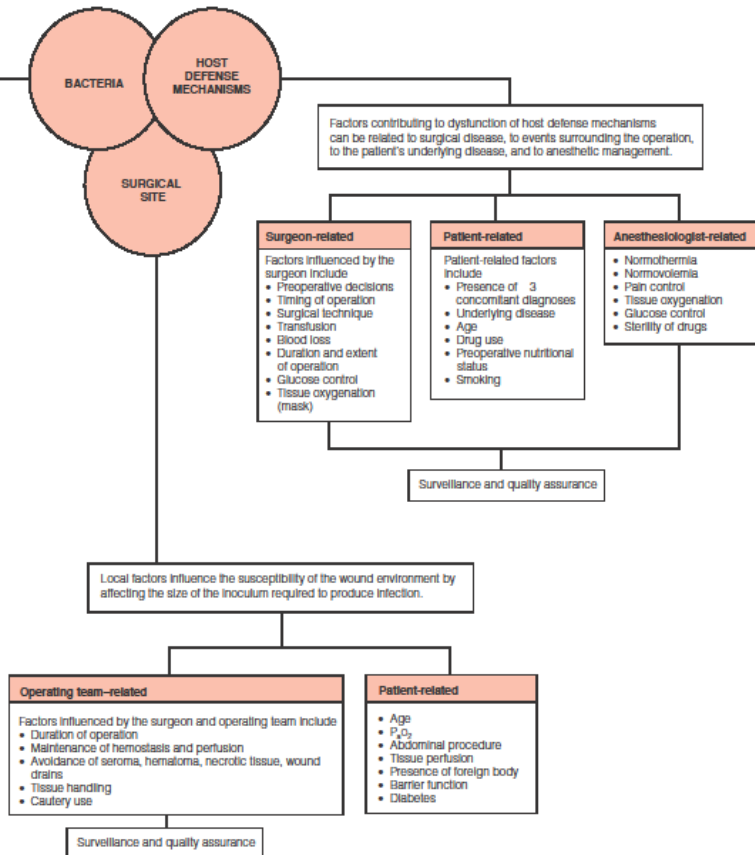 BACTERIA
HOST
DEFENSE
MECHANISMS
SURGICAL
SITE
Factors contributing to dysfunction of host defense mechanisms
can be related to surgical disease, to events surrounding the operation,
to the patient's underlying disease, and to anesthetic management.
Surgeon-related
Factors influenced by the
surgeon include
• Preoperative decisions
• Timing of operation
• Surgical technique
• Transfusion
• Blood loss
• Duration and extent
of operation
• Glucose control
• Tissue oxygenation
(mask)
Patient-related
Patient-related factors
include
• Presence of 3
concomitant diagnoses
• Underlying disease
• Age
• Drug use
• Preoperative nutritional
status
• Smoking
Anesthesiologist-related
• Normothermia
• Normovolemia
• Pain control
• Tissue oxygenation
• Glucose control
• Sterility of drugs
Surveillance and quality assurance
Local factors influence the susceptibility of the wound environment by
affecting the size of the inoculum required to produce infection.
Operating team–related
Factors influenced by the surgeon and operating team include
• Duration of operation
• Maintenance of hemostasis and perfusion
• Avoidance of seroma, hematoma, necrotic tissue, wound
drains
• Tissue handling
• Cautery use
Surveillance and quality assurance
Patient-related
• Age
• PaO2
• Abdominal procedure
• Tissue perfusion
• Presence of foreign body
• Barrier function
• Diabetes